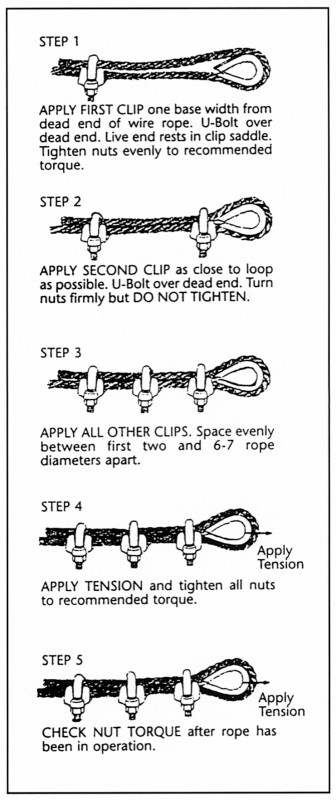 STEP 1
APPLY FIRST CLIP one base width from
dead end of wire rope. U-Bolt over
dead end. Live end rests in clip saddle.
Tighten nuts evenly to recommended
torque.
STEP 2
APPLY SECOND CLIP as close to loop
as possible. U-Bolt over dead end. Turn
nuts firmly but DO NOT TIGHTEN.
STEP 3
APPLY ALL OTHER CLIPS. Space evenly
between first two and 6-7 rope
diameters apart.
STEP 4
Apply
Tension
APPLY TENSION and tighten all nuts
to recommended torque.
STEP 5
Apply
Tension
CHECK NUT TORQUE after rope has
been in operation.